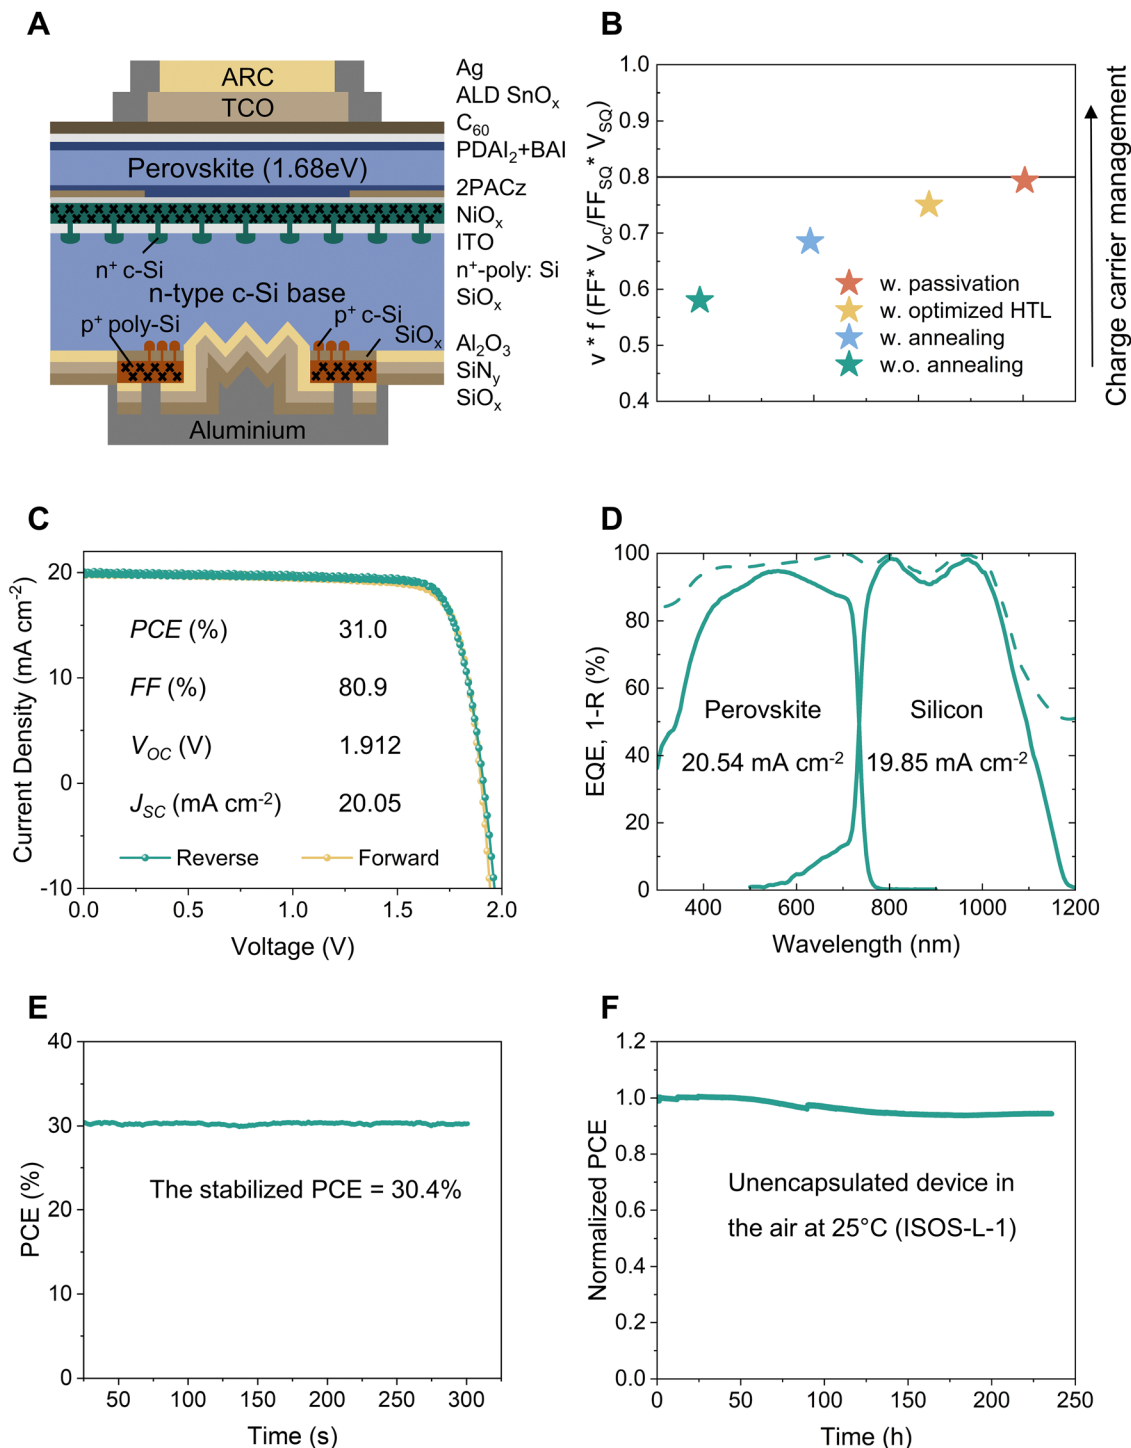 A
ARC
TCO
Perovskite (1.68eV)
n⁺ c-Si
n-type c-Si base
p⁺ poly-Si
p⁺ c-Si
SiOₓ
Aluminium
Ag
ALD SnOₓ
C₆₀
PDAI₂+BAI
2PACz
NiOₓ
ITO
n⁺-poly: Si
SiOₓ
Al₂O₃
SiNᵧ
SiOₓ
B
v * f (FF* Vₒc/FF_SQ* V_SQ)
1.0
0.9
0.8
0.7
0.6
0.5
0.4
w. passivation
w. optimized HTL
w. annealing
w.o. annealing
Charge carrier management
C
Current Density (mA cm⁻²)
20
10
0
-10
PCE (%) 31.0
FF (%) 80.9
V_OC (V) 1.912
J_SC (mA cm⁻²) 20.05
Reverse Forward
0.0 0.5 1.0 1.5 2.0
Voltage (V)
D
EQE, 1-R (%)
100
80
60
40
20
0
Perovskite Silicon
20.54 mA cm⁻² 19.85 mA cm⁻²
400 600 800 1000 1200
Wavelength (nm)
E
PCE (%)
40
30
20
10
0
The stabilized PCE = 30.4%
50 100 150 200 250 300
Time (s)
F
Normalized PCE
1.2
1.0
0.8
0.6
0.4
0.2
0.0
Unencapsulated device in
the air at 25°C (ISOS-L-1)
0 50 100 150 200 250
Time (h)